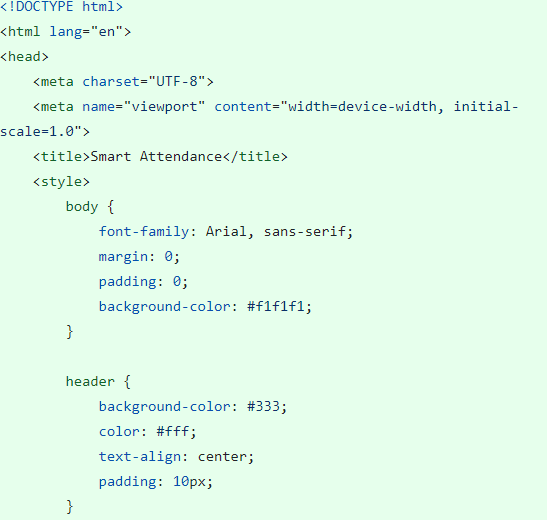 <!DOCTYPE html>
<html lang="en">
<head>
    <meta charset="UTF-8">
    <meta name="viewport" content="width=device-width, initial-
scale=1.0">
    <title>Smart Attendance</title>
    <style>
        body {
            font-family: Arial, sans-serif;
            margin: 0;
            padding: 0;
            background-color: #f1f1f1;
        }

        header {
            background-color: #333;
            color: #fff;
            text-align: center;
            padding: 10px;
        }